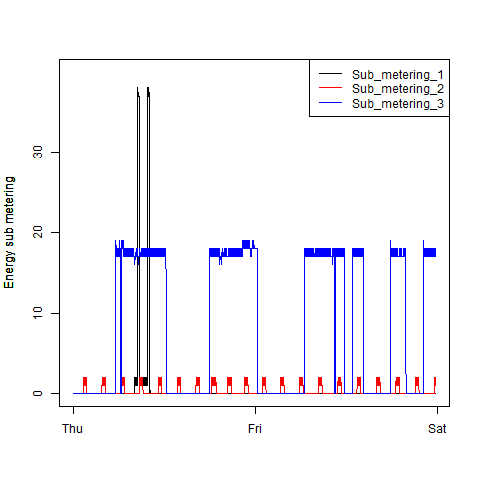 Sub_metering_1
Sub_metering_2
Sub_metering_3
Energy sub metering
30
20
10
0
Thu
Fri
Sat